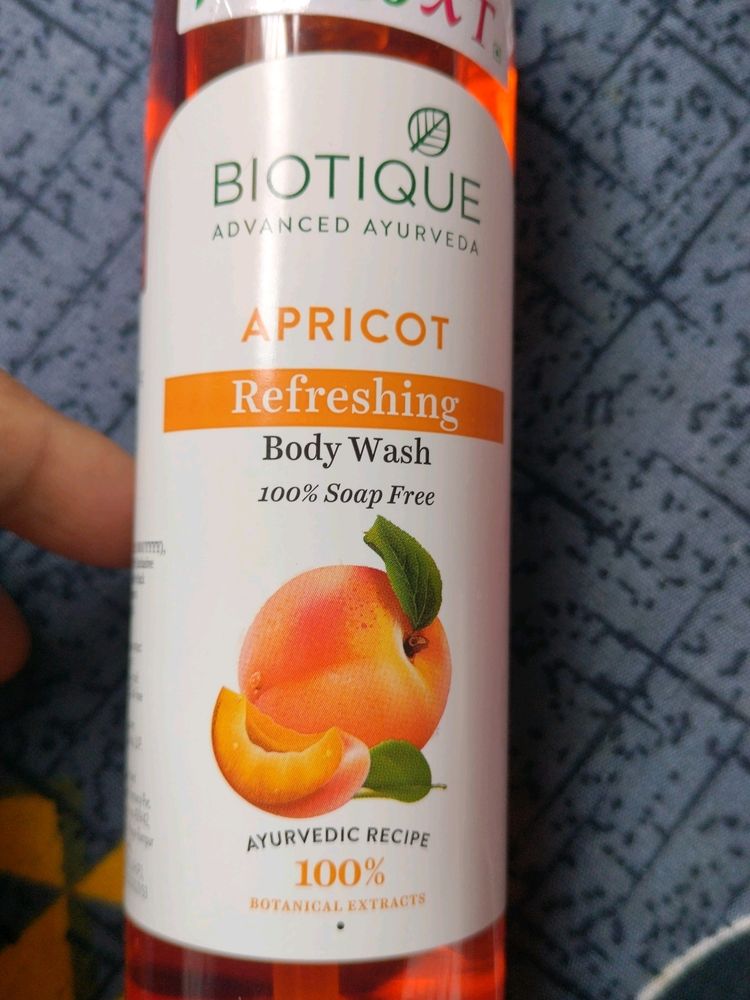 BIOTIQUE
ADVANCED AYURVEDA
APRICOT
Refreshing
Body Wash
100% Soap Free
AYURVEDIC RECIPE
100%
BOTANICAL EXTRACTS